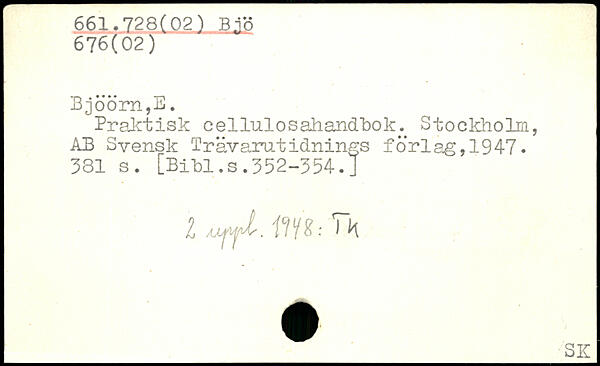 661.728(02) Bjö
676(02)
Bjöörn,E.
Praktisk cellulosahandbok. Stockholm,
AB Svensk Trävarutidnings förlag,1947.
381 s. [Bibl.s.352-354.]
2 uppl. 1948: TK
SK